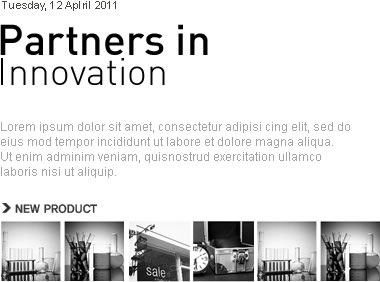 Tuesday, 12 Aplril 2011
Partners in
Innovation
Lorem ipsum dolor sit amet, consectetur adipisi cing elit, sed do
eius mod tempor incididunt ut labore et dolore magna aliqua.
Ut enim adminim veniam, quisnostrud exercitation ullamco
laboris nisi ut aliquip.
NEW PRODUCT
sale